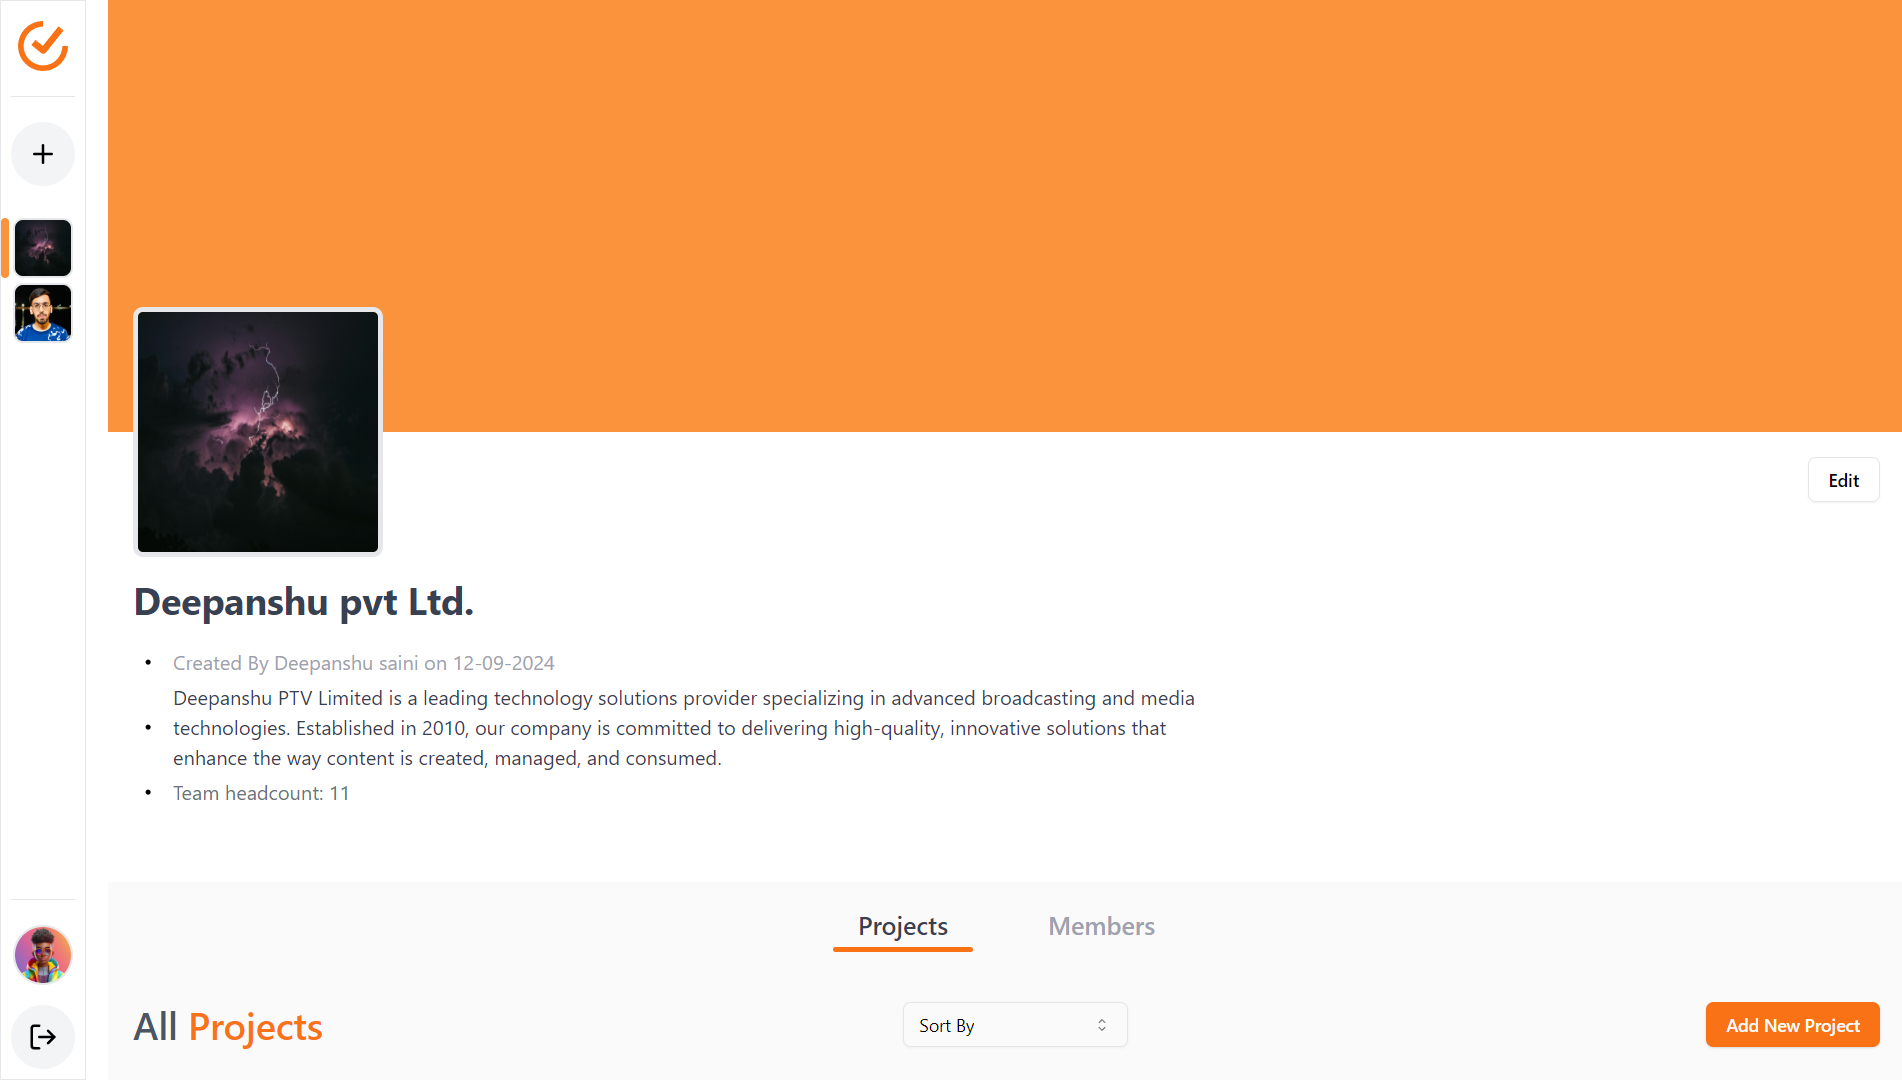 Edit
Deepanshu pvt Ltd.
Created By Deepanshu saini on 12-09-2024
Deepanshu PTV Limited is a leading technology solutions provider specializing in advanced broadcasting and media
technologies. Established in 2010, our company is committed to delivering high-quality, innovative solutions that
enhance the way content is created, managed, and consumed.
Team headcount: 11
Projects
Members
All Projects
Sort By
Add New Project